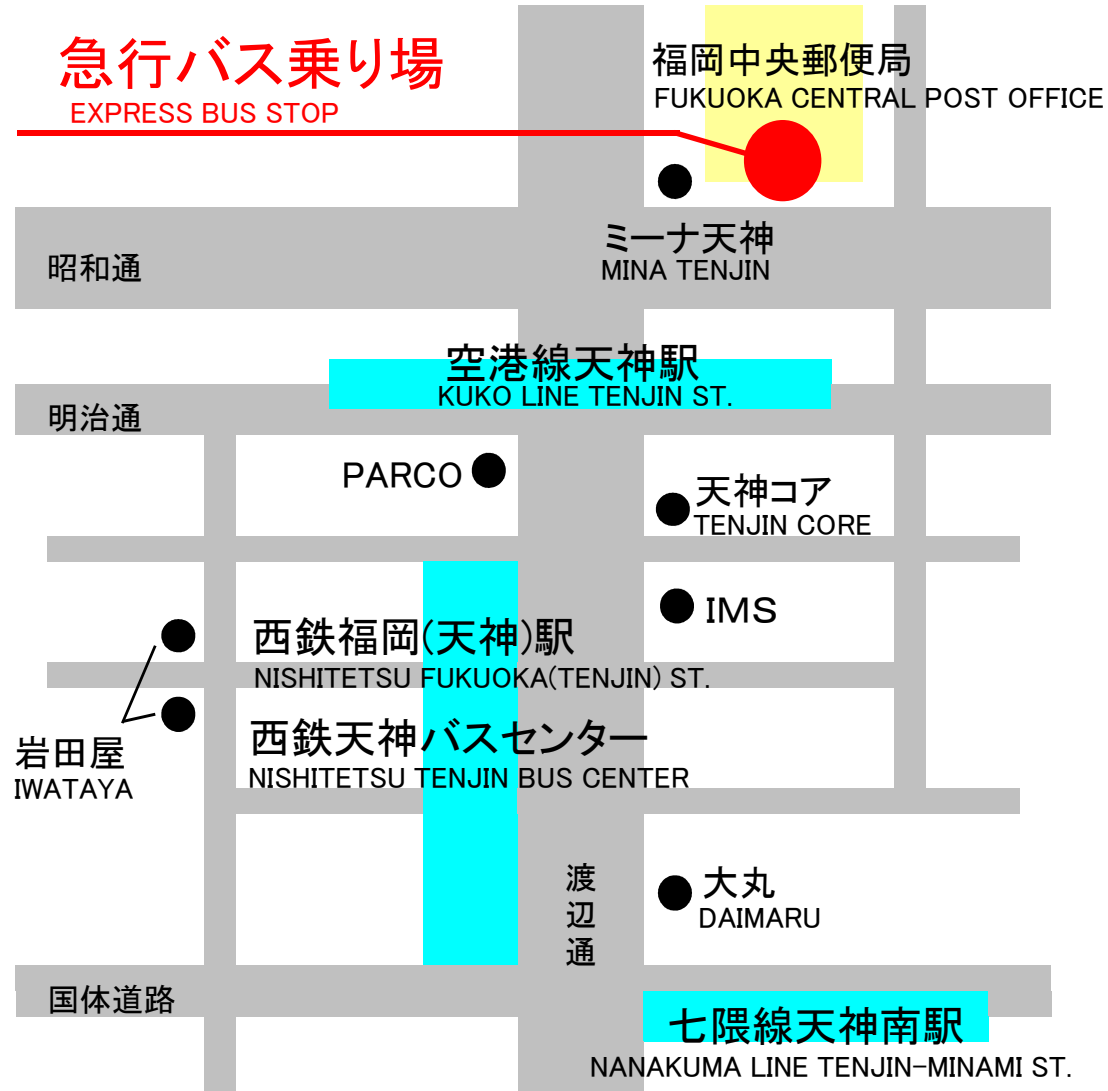 急行バス乗り場
EXPRESS BUS STOP
福岡中央郵便局
FUKUOKA CENTRAL POST OFFICE
ミーナ天神
MINA TENJIN
昭和通
空港線天神駅
KUKO LINE TENJIN ST.
明治通
PARCO
天神コア
TENJIN CORE
IMS
西鉄福岡(天神)駅
NISHITETSU FUKUOKA(TENJIN) ST.
西鉄天神バスセンター
NISHITETSU TENJIN BUS CENTER
岩田屋
IWATAYA
渡辺通
大丸
DAIMARU
国体道路
七隈線天神南駅
NANAKUMA LINE TENJIN-MINAMI ST.